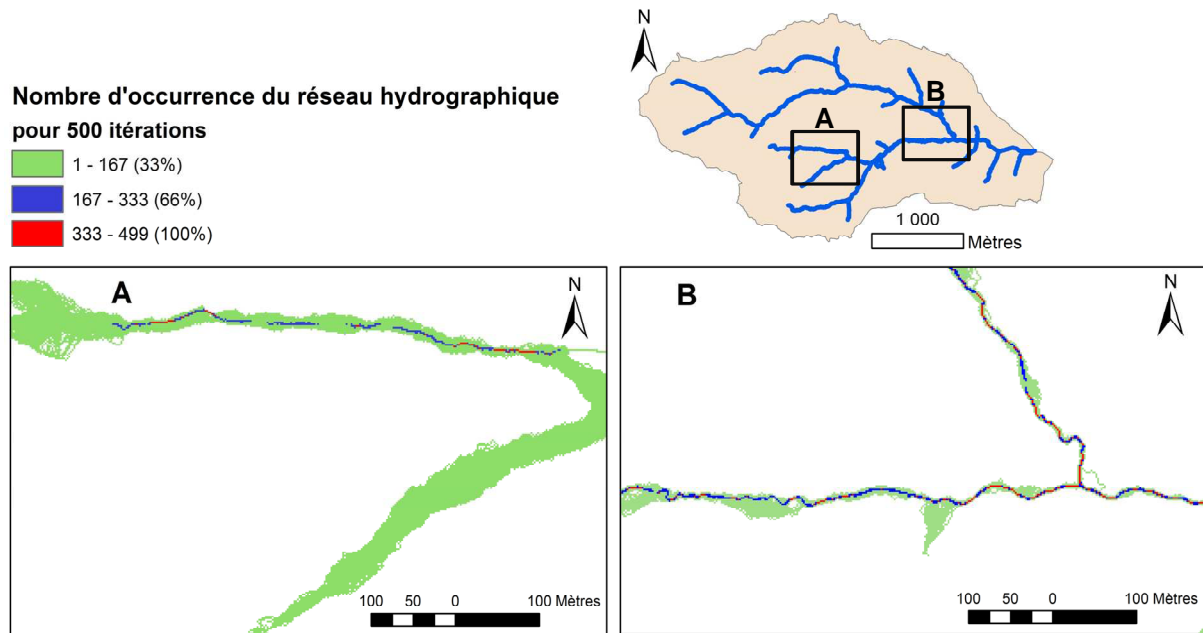 Nombre d'occurrence du réseau hydrographique
pour 500 itérations
1 - 167 (33%)
167 - 333 (66%)
333 - 499 (100%)
N
A
B
1 000
Mètres
A
N
100 50 0 100 Mètres
B
N
100 50 0 100 Mètres